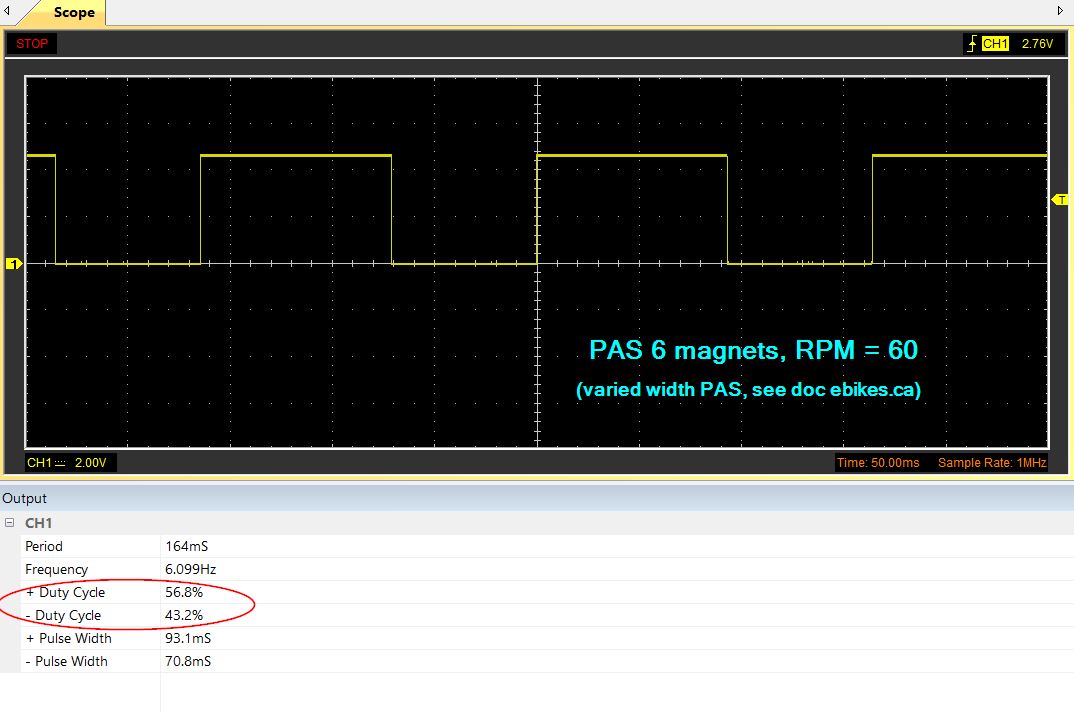 Scope
STOP
CH1 2.76V
T
1
PAS 6 magnets, RPM = 60
(varied width PAS, see doc ebikes.ca)
CH1 2.00V
Time: 50.00ms Sample Rate: 1MHz
Output
CH1
Period 164mS
Frequency 6.099Hz
+ Duty Cycle 56.8%
- Duty Cycle 43.2%
+ Pulse Width 93.1mS
- Pulse Width 70.8mS